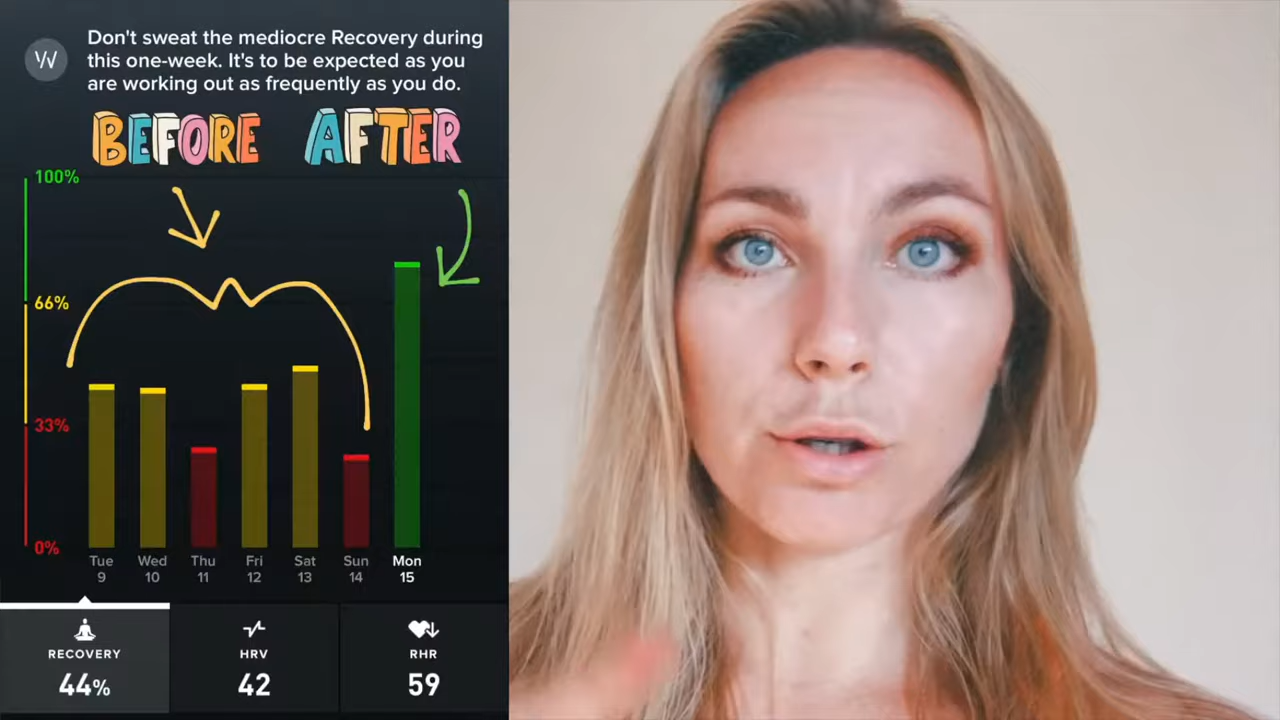 Don't sweat the mediocre Recovery during
this one-week. It's to be expected as you
are working out as frequently as you do.
W
BEFORE AFTER
100%
66%
33%
0%
Tue Wed Thu Fri Sat Sun Mon
9 10 11 12 13 14 15
RECOVERY HRV RHR
44% 42 59